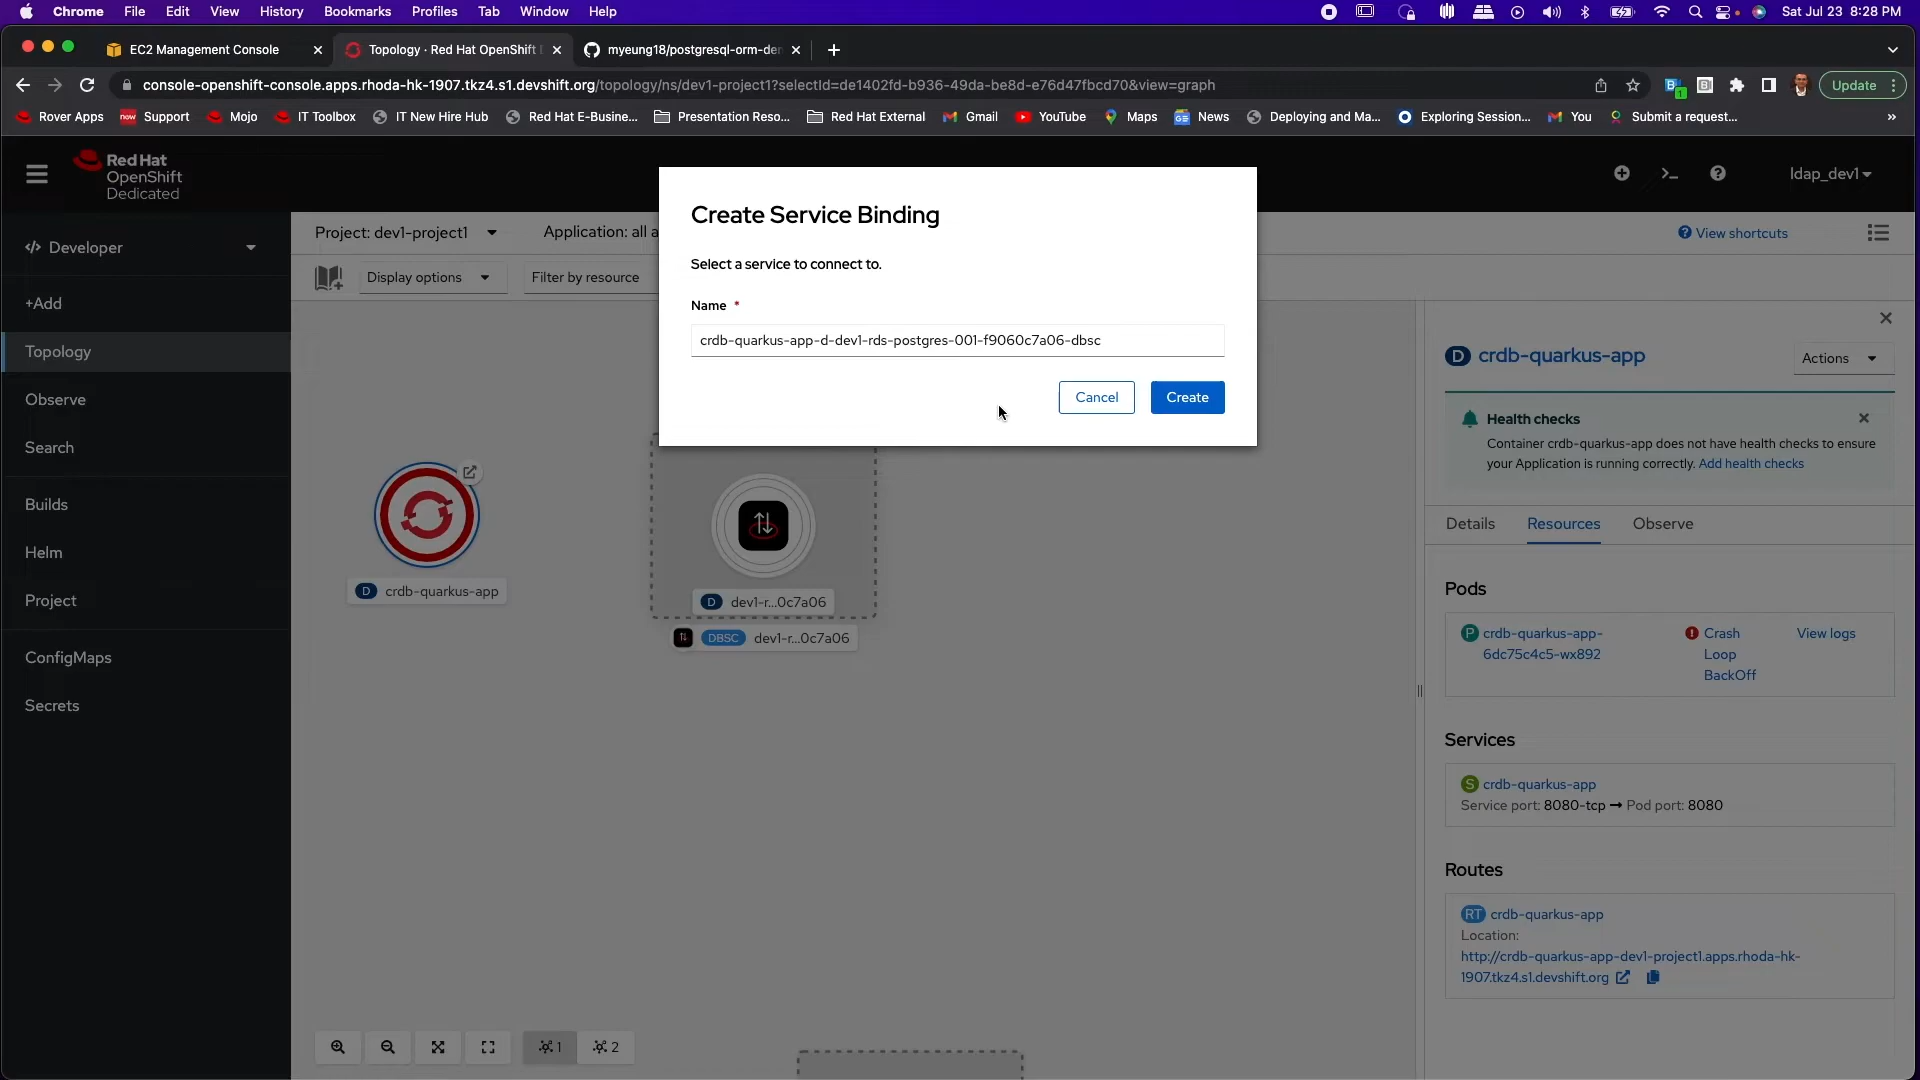 Chrome File Edit View History Bookmarks Profiles Tab Window Help Sat Jul 23 8:28 PM
EC2 Management Console
Topology · Red Hat OpenShift
myeung18/postgresql-orm-de
console-openshift-console.apps.rhoda-hk-1907.tkz4.s1.devshift.org/topology/ns/dev1-project1?selectId=de1402fd-b936-49da-be8d-e76d47fbcd70&view=graph
Update
Rover Apps Support Mojo IT Toolbox IT New Hire Hub Red Hat E-Busine... Presentation Reso... Red Hat External Gmail YouTube Maps News Deploying and Ma... Exploring Session... You Submit a request... »
Red Hat
OpenShift
Dedicated
ldap_dev1
Developer
+Add
Topology
Observe
Search
Builds
Helm
Project
ConfigMaps
Secrets
Project: dev1-project1
Application: all a
View shortcuts
Display options
Filter by resource
Create Service Binding
Select a service to connect to.
Name *
crdb-quarkus-app-d-dev1-rds-postgres-001-f9060c7a06-dbsc
Cancel
Create
D crdb-quarkus-app
D dev1-r...0c7a06
DBSC dev1-r...0c7a06
1
2
D crdb-quarkus-app
Actions
Health checks
Container crdb-quarkus-app does not have health checks to ensure
your Application is running correctly. Add health checks
Details Resources Observe
Pods
P crdb-quarkus-app-
6dc75c4c5-wx892
Crash
Loop
BackOff
View logs
Services
S crdb-quarkus-app
Service port: 8080-tcp → Pod port: 8080
Routes
RT crdb-quarkus-app
Location:
http://crdb-quarkus-app-dev1-project1.apps.rhoda-hk-
1907.tkz4.s1.devshift.org